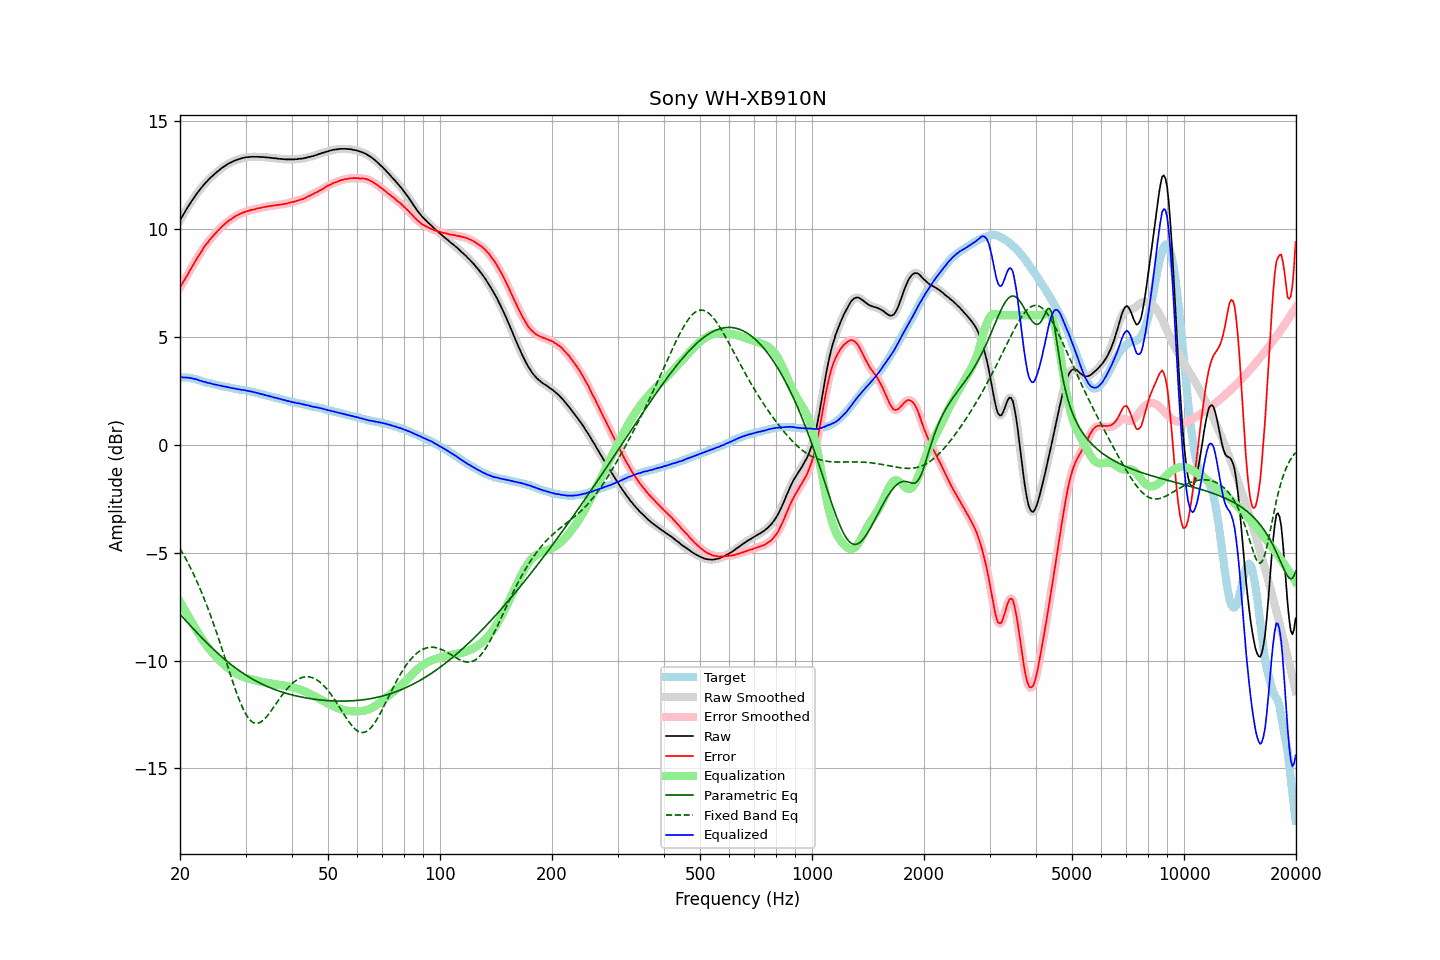 Sony WH-XB910N
15
10
5
0
−5
−10
−15
Amplitude (dBr)
Target
Raw Smoothed
Error Smoothed
Raw
Error
Equalization
Parametric Eq
Fixed Band Eq
Equalized
20 50 100 200 500 1000 2000 5000 10000 20000
Frequency (Hz)